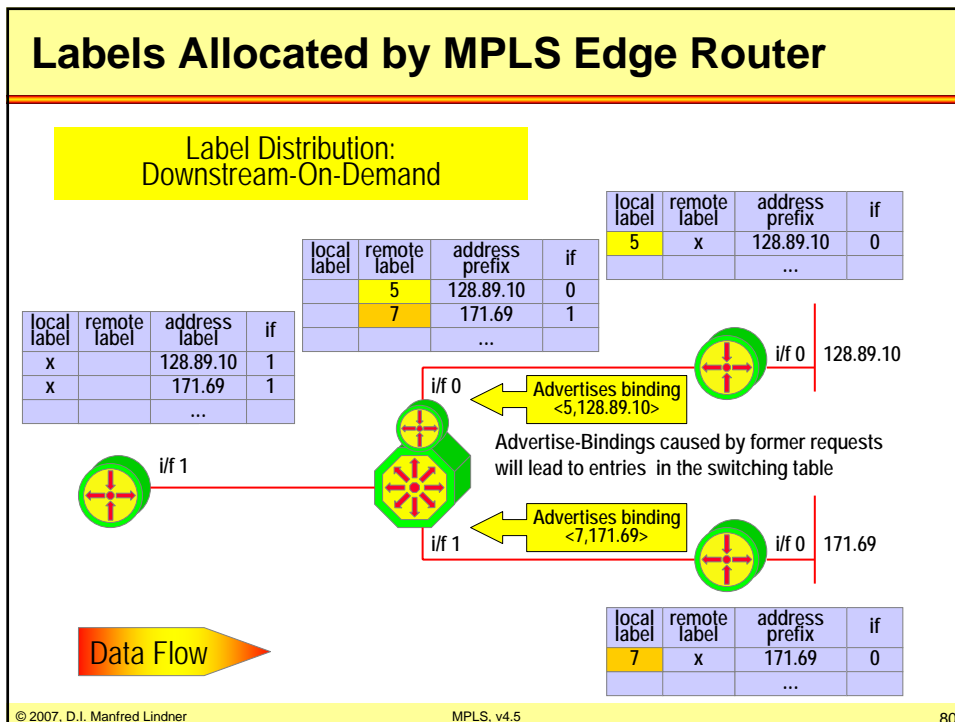 Labels Allocated by MPLS Edge Router
Label Distribution:
Downstream-On-Demand
local label remote label address prefix if
5 x 128.89.10 0
...
local label remote label address prefix if
5 128.89.10 0
7 171.69 1
...
local label remote label address label if
x 128.89.10 1
x 171.69 1
...
i/f 0 128.89.10
i/f 0
Advertises binding
<5,128.89.10>
Advertise-Bindings caused by former requests
will lead to entries in the switching table
i/f 1
Advertises binding
<7,171.69>
i/f 1
i/f 0 171.69
local label remote label address prefix if
7 x 171.69 0
...
Data Flow
© 2007, D.I. Manfred Lindner
MPLS, v4.5
80